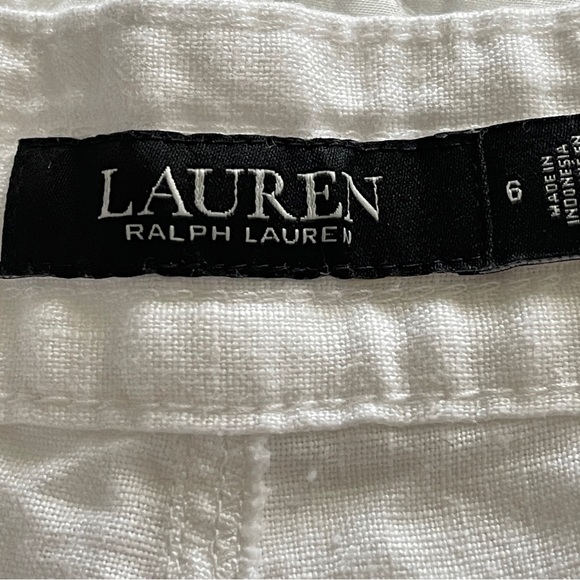 LAUREN
RALPH LAUREN
6
MADE IN
INDONESIA